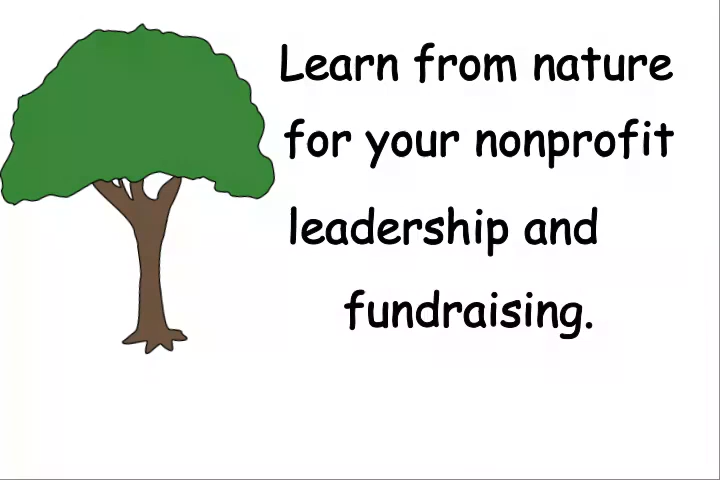 Learn from nature
for your nonprofit
leadership and
fundraising.